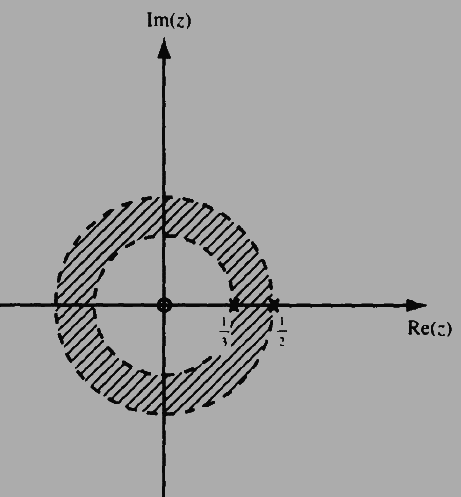 Im(z)
1/3
1/2
Re(z)